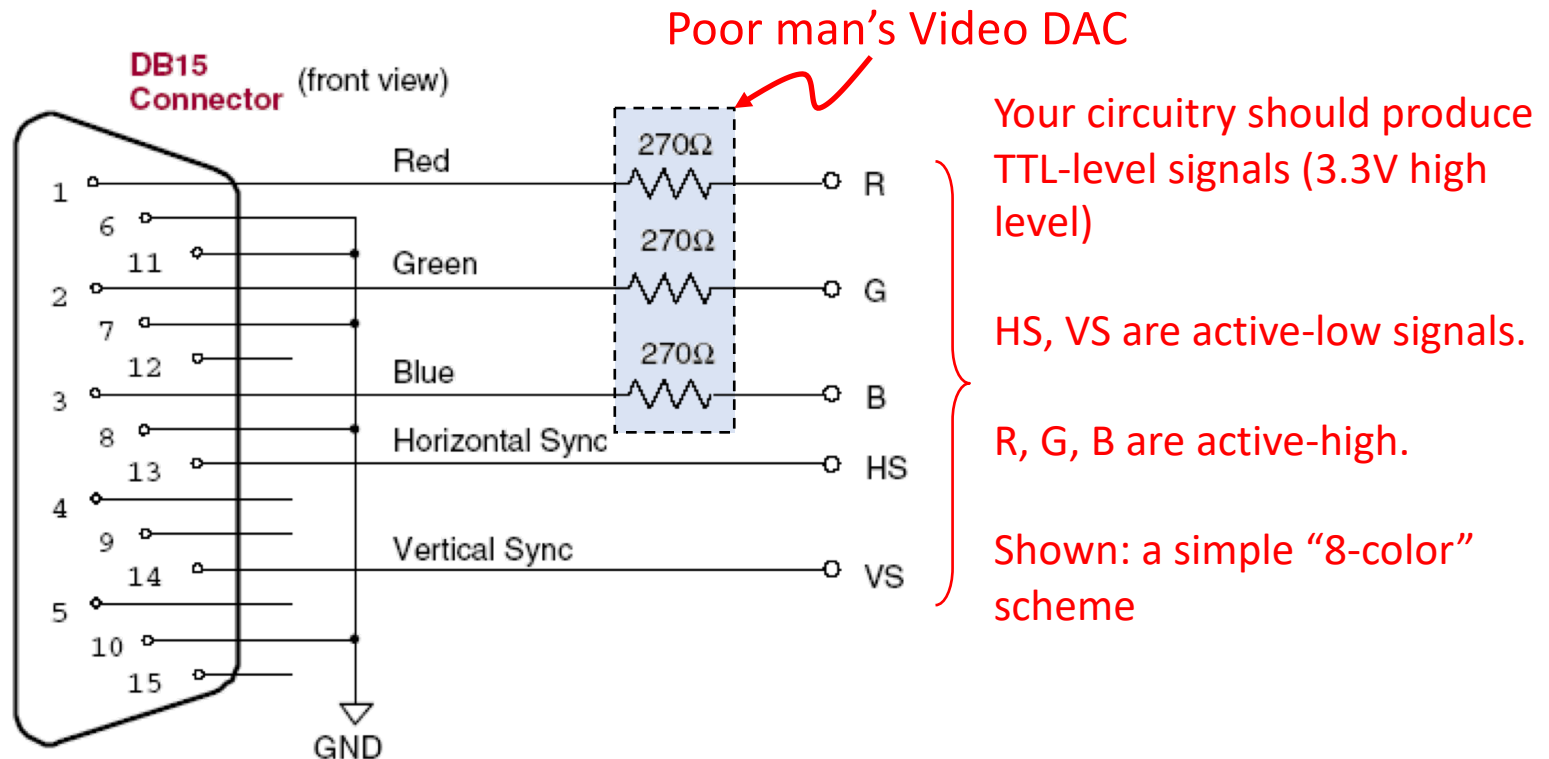 Poor man's Video DAC
DB15
Connector
(front view)
Your circuitry should produce
TTL-level signals (3.3V high
level)
HS, VS are active-low signals.
R, G, B are active-high.
Shown: a simple “8-color”
scheme
270Ω
Red
R
1
6
11
270Ω
Green
G
2
7
12
270Ω
Blue
B
3
8
13
Horizontal Sync
HS
4
9
14
Vertical Sync
VS
5
10
15
GND